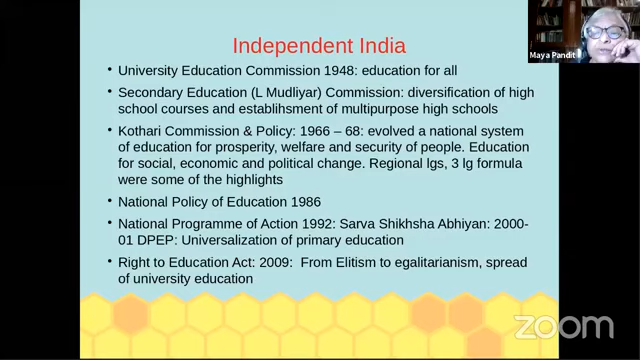 Independent India
• University Education Commission 1948: education for all
• Secondary Education (L Mudliyar) Commission: diversification of high
school courses and establihsment of multipurpose high schools
• Kothari Commission & Policy: 1966 – 68: evolved a national system
of education for prosperity, welfare and security of people. Education
for social, economic and political change. Regional lgs, 3 lg formula
were some of the highlights
• National Policy of Education 1986
• National Programme of Action 1992: Sarva Shikhsha Abhiyan: 2000-
01 DPEP: Universalization of primary education
• Right to Education Act: 2009:  From Elitism to egalitarianism, spread
of university education
Maya Pandit
zoom